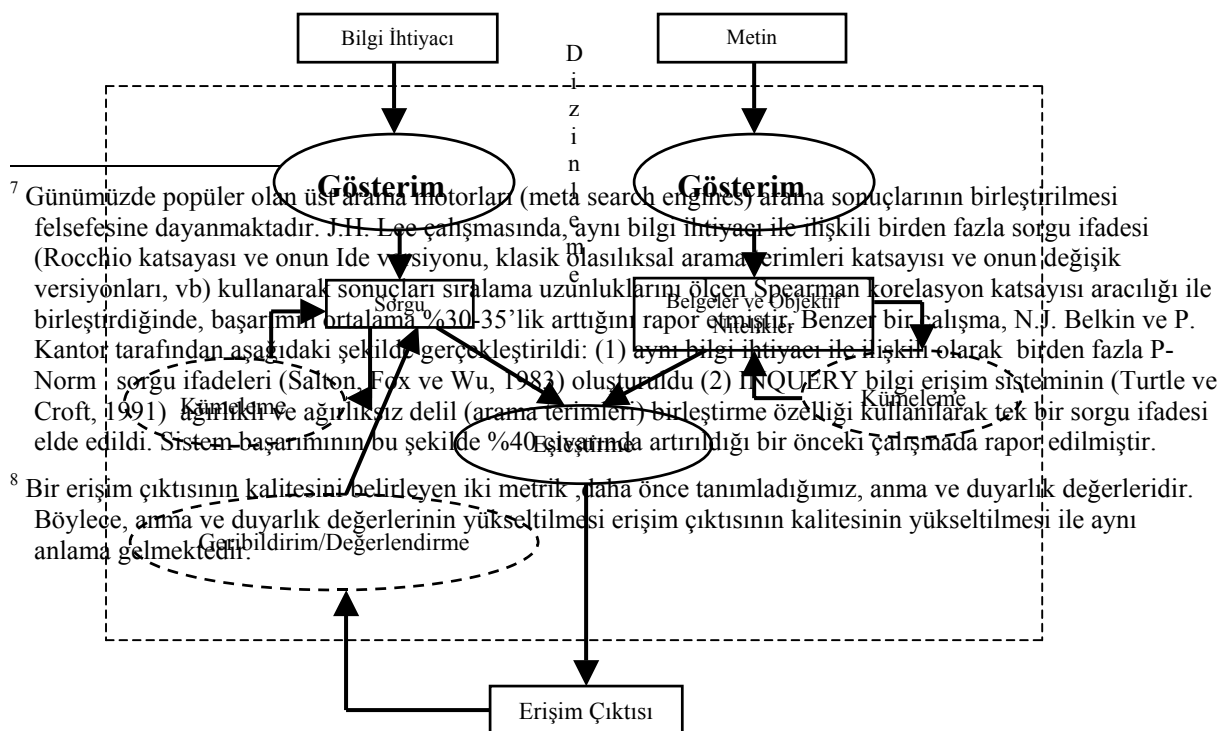 Bilgi İhtiyacı
Metin
Dizinleme
Gösterim
Gösterim
7 Günümüzde popüler olan üst arama motorları (meta search engines) arama sonuçlarının birleştirilmesi
felsefesine dayanmaktadır. J.H. Lee çalışmasında, aynı bilgi ihtiyacı ile ilişkili birden fazla sorgu ifadesi
(Rocchio katsayası ve onun Ide versiyonu, klasik olasılıksal arama terimleri katsayısı ve onun değişik
versiyonları, vb) kullanarak sonuçları sıralama uzunluklarını ölçen Spearman korelasyon katsayısı aracılığı ile
birleştirdiğinde, başarımın ortalama %30-35’lik arttığını rapor etmiştir. Benzer bir çalışma, N.J. Belkin ve P.
Kantor tarafından aşağıdaki şekilde gerçekleştirildi: (1) aynı bilgi ihtiyacı ile ilişkili olarak birden fazla P-
Norm sorgu ifadeleri (Salton, Fox ve Wu, 1983) oluşturuldu (2) INQUERY bilgi erişim sisteminin (Turtle ve
Croft, 1991) ağırlıklı ve ağırlıksız delil (arama terimleri) birleştirme özelliği kullanılarak tek bir sorgu ifadesi
elde edildi. Sistem başarımının bu şekilde %40 civarında artırıldığı bir önceki çalışmada rapor edilmiştir.
Sorgu
Belgeler ve Objektif
Nitelikler
Kümeleme
Kümeleme
Eşleştirme
8 Bir erişim çıktısının kalitesini belirleyen iki metrik ,daha önce tanımladığımız, anma ve duyarlık değerleridir.
Böylece, anma ve duyarlık değerlerinin yükseltilmesi erişim çıktısının kalitesinin yükseltilmesi ile aynı
anlama gelmektedir.
Geribildirim/Değerlendirme
Erişim Çıktısı